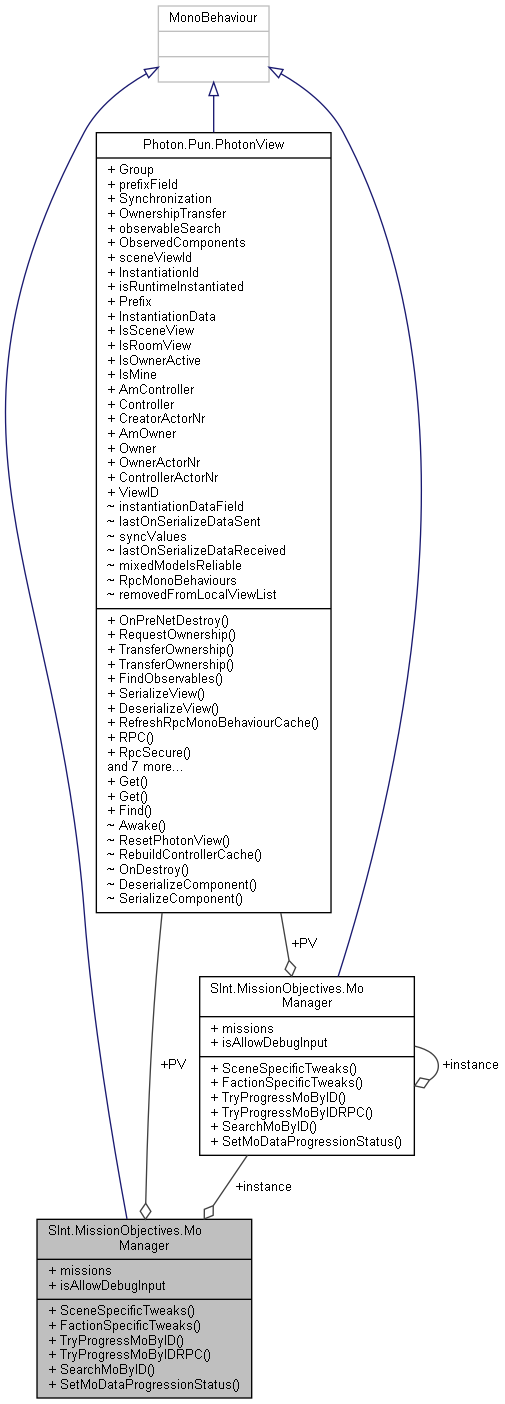 MonoBehaviour
Photon.Pun.PhotonView
+ Group
+ prefixField
+ Synchronization
+ OwnershipTransfer
+ observableSearch
+ ObservedComponents
+ sceneViewId
+ InstantiationId
+ isRuntimeInstantiated
+ Prefix
+ InstantiationData
+ IsSceneView
+ IsRoomView
+ IsOwnerActive
+ IsMine
+ AmController
+ Controller
+ CreatorActorNr
+ AmOwner
+ Owner
+ OwnerActorNr
+ ControllerActorNr
+ ViewID
~ instantiationDataField
~ lastOnSerializeDataSent
~ syncValues
~ lastOnSerializeDataReceived
~ mixedModeIsReliable
~ RpcMonoBehaviours
~ removedFromLocalViewList
+ OnPreNetDestroy()
+ RequestOwnership()
+ TransferOwnership()
+ TransferOwnership()
+ FindObservables()
+ SerializeView()
+ DeserializeView()
+ RefreshRpcMonoBehaviourCache()
+ RPC()
+ RpcSecure()
and 7 more...
+ Get()
+ Get()
+ Find()
~ Awake()
~ ResetPhotonView()
~ RebuildControllerCache()
~ OnDestroy()
~ DeserializeComponent()
~ SerializeComponent()
+PV
SInt.MissionObjectives.Mo
Manager
+ missions
+ isAllowDebugInput
+ SceneSpecificTweaks()
+ FactionSpecificTweaks()
+ TryProgressMoByID()
+ TryProgressMoByIDRPC()
+ SearchMoByID()
+ SetMoDataProgressionStatus()
+instance
+PV
+instance
SInt.MissionObjectives.Mo
Manager
+ missions
+ isAllowDebugInput
+ SceneSpecificTweaks()
+ FactionSpecificTweaks()
+ TryProgressMoByID()
+ TryProgressMoByIDRPC()
+ SearchMoByID()
+ SetMoDataProgressionStatus()